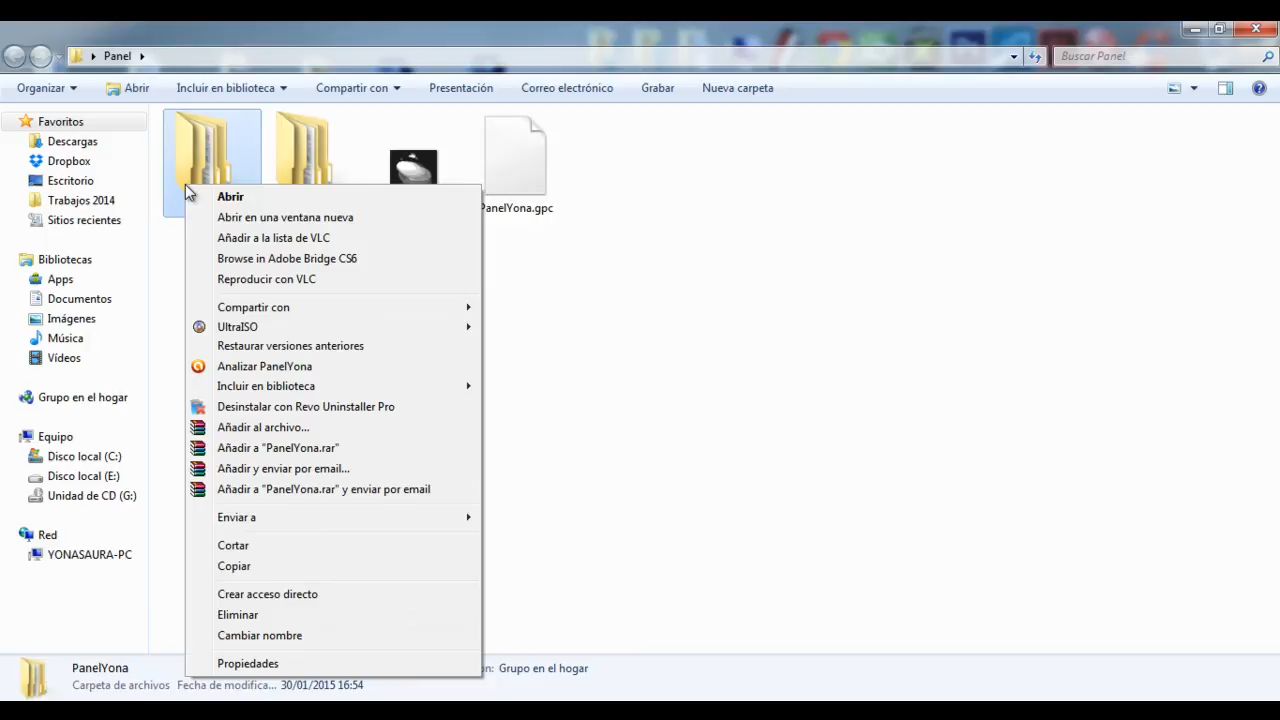 Panel
Buscar Panel
Organizar
Abrir
Incluir en biblioteca
Compartir con
Presentación
Correo electrónico
Grabar
Nueva carpeta
Favoritos
Descargas
Dropbox
Escritorio
Trabajos 2014
Sitios recientes
Bibliotecas
Apps
Documentos
Imágenes
Música
Vídeos
Grupo en el hogar
Equipo
Disco local (C:)
Disco local (E:)
Unidad de CD (G:)
Red
YONASAURA-PC
PanelYona.gpc
Abrir
Abrir en una ventana nueva
Añadir a la lista de VLC
Browse in Adobe Bridge CS6
Reproducir con VLC
Compartir con
UltraISO
Restaurar versiones anteriores
Analizar PanelYona
Incluir en biblioteca
Desinstalar con Revo Uninstaller Pro
Añadir al archivo...
Añadir a "PanelYona.rar"
Añadir y enviar por email...
Añadir a "PanelYona.rar" y enviar por email
Enviar a
Cortar
Copiar
Crear acceso directo
Eliminar
Cambiar nombre
Propiedades
PanelYona
Grupo en el hogar
Carpeta de archivos Fecha de modifica... 30/01/2015 16:54